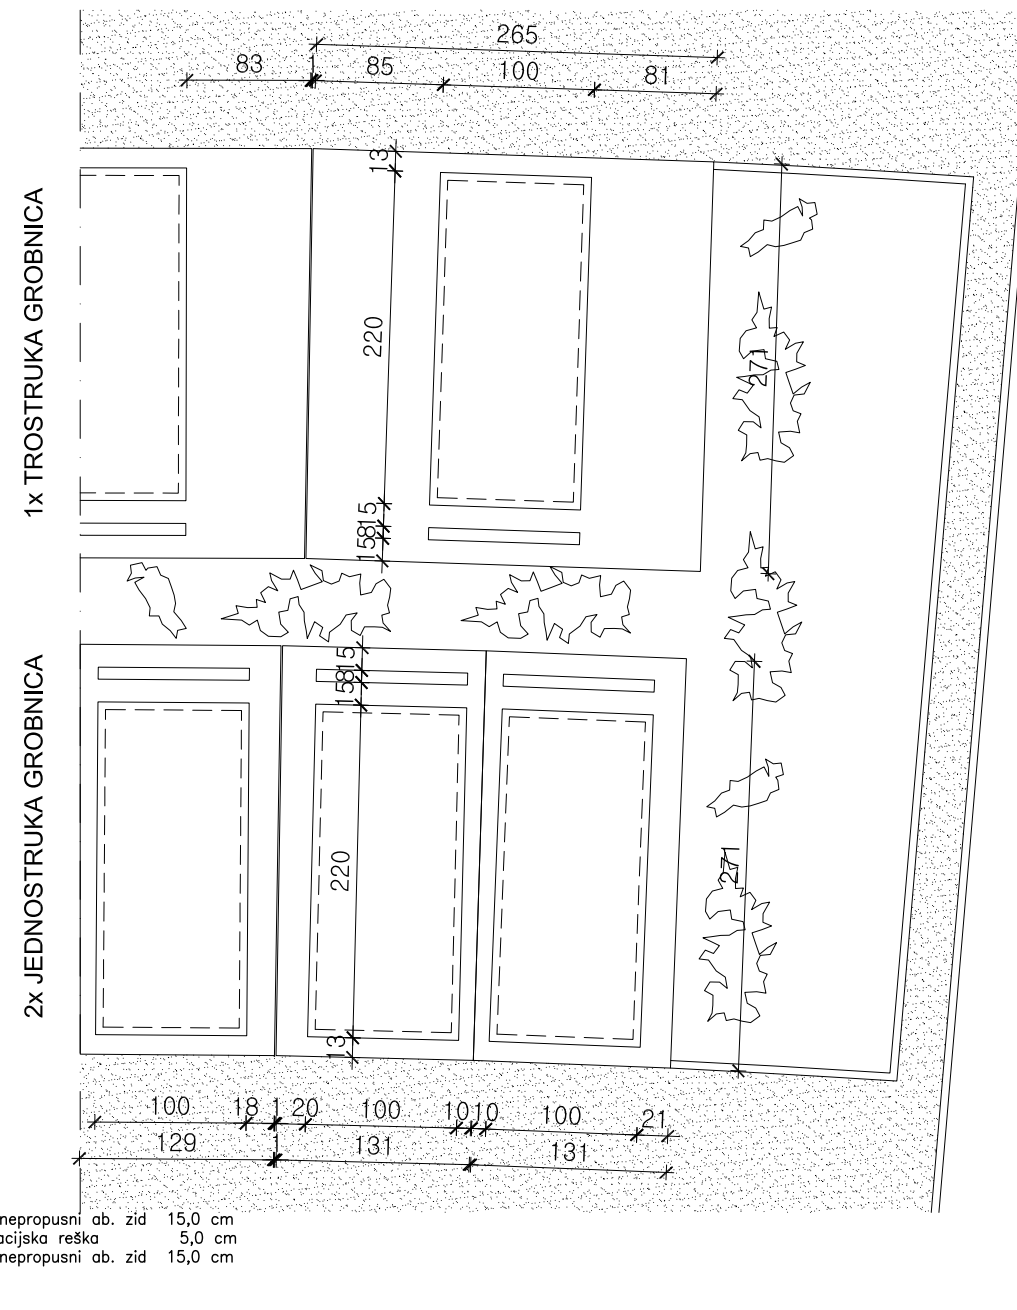 265
83 1 85 100 81
13
1x TROSTRUKA GROBNICA
220
271
15
8
15
15
8
15
2x JEDNOSTRUKA GROBNICA
220
271
13
100 18 1 20 100 10 10 100 21
129 1 131 131
nepropusni ab. zid 15,0 cm
acijska reška 5,0 cm
nepropusni ab. zid 15,0 cm